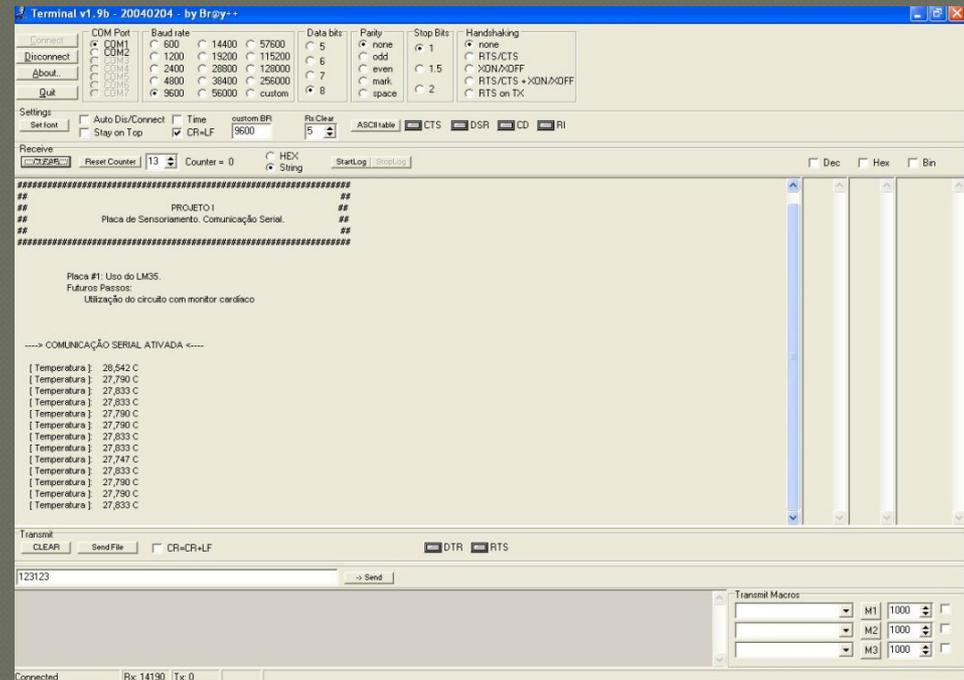 Terminal v1.9b - 20040204 - by Br@y++
Connect
Disconnect
About..
Quit
COM Port
COM1
COM2
COM3
COM4
COM5
COM6
COM7
Baud rate
600 14400 57600
1200 19200 115200
2400 28800 128000
4800 38400 256000
9600 56000 custom
Data bits
5
6
7
8
Parity
none
odd
even
mark
space
Stop Bits
1
1.5
2
Handshaking
none
RTS/CTS
XON/XOFF
RTS/CTS + XON/XOFF
RTS on TX
Settings
Set font
Auto Dis/Connect Time
Stay on Top CR=LF
custom BR
9600
Rx Clear
5
ASCII table CTS DSR CD RI
Receive
CLEAR Reset Counter 13 Counter = 0
HEX
String
StartLog StopLog
Dec Hex Bin
## ##
## PROJETO I ##
## Placa de Sensoriamento. Comunicação Serial. ##
## ##
Placa #1: Uso do LM35.
Futuros Passos:
Utilização do circuito com monitor cardíaco
----> COMUNICAÇÃO SERIAL ATIVADA <----
[ Temperatura ]: 28,542 C
[ Temperatura ]: 27,790 C
[ Temperatura ]: 27,833 C
[ Temperatura ]: 27,833 C
[ Temperatura ]: 27,790 C
[ Temperatura ]: 27,790 C
[ Temperatura ]: 27,833 C
[ Temperatura ]: 27,833 C
[ Temperatura ]: 27,747 C
[ Temperatura ]: 27,833 C
[ Temperatura ]: 27,790 C
[ Temperatura ]: 27,790 C
[ Temperatura ]: 27,833 C
Transmit
CLEAR Send File CR=CR+LF DTR RTS
123123 -> Send
Transmit Macros
M1 1000
M2 1000
M3 1000
Connected Rx: 14190 Tx: 0